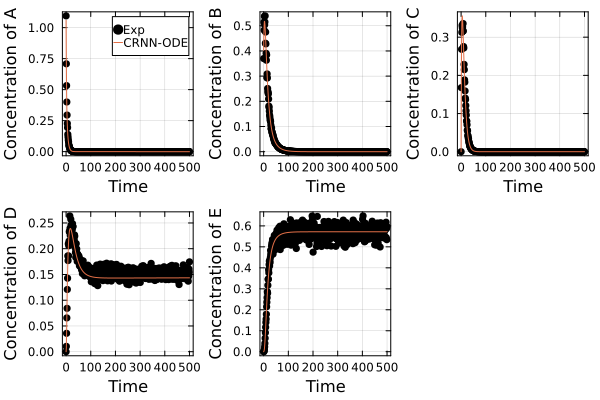 Concentration of A
1.00
0.75
0.50
0.25
0.00
Exp
CRNN-ODE
0 100 200 300 400 500
Time
Concentration of B
0.5
0.4
0.3
0.2
0.1
0.0
0 100 200 300 400 500
Time
Concentration of C
0.3
0.2
0.1
0.0
0 100 200 300 400 500
Time
Concentration of D
0.25
0.20
0.15
0.10
0.05
0.00
0 100 200 300 400 500
Time
Concentration of E
0.6
0.5
0.4
0.3
0.2
0.1
0.0
0 100 200 300 400 500
Time